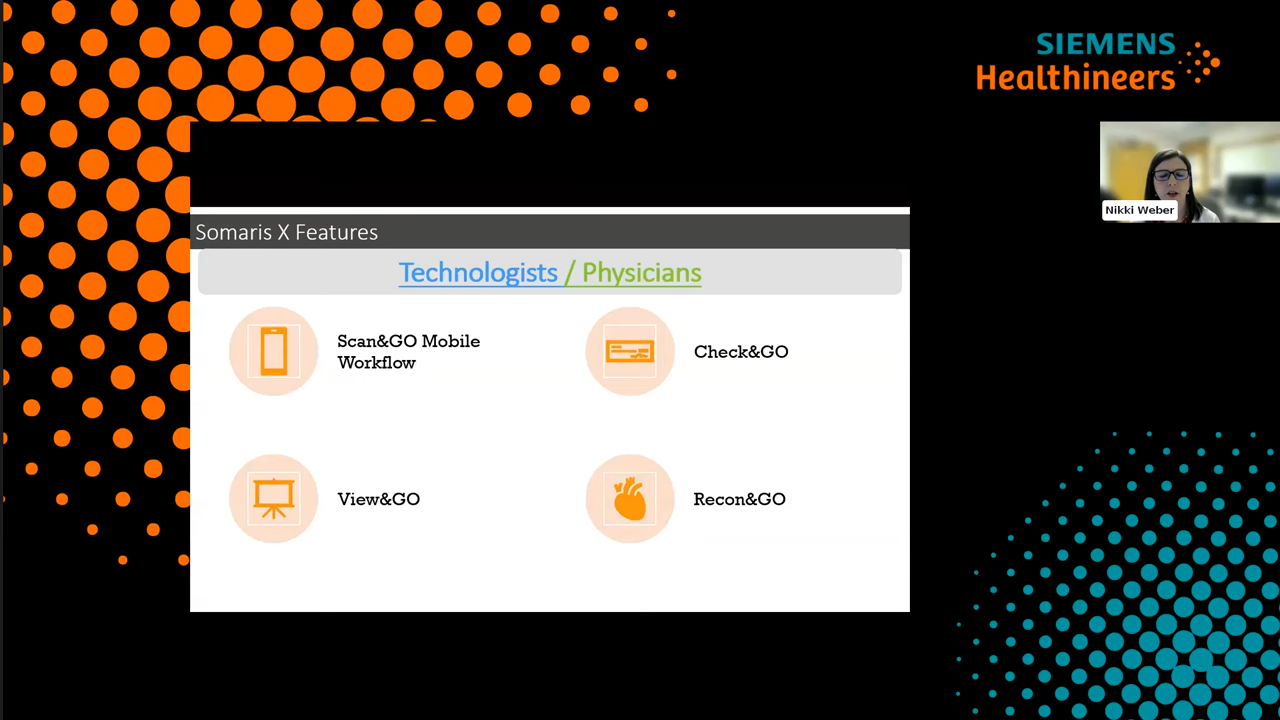 SIEMENS
Healthineers
Nikki Weber
Somaris X Features
Technologists / Physicians
Scan&GO Mobile
Workflow
Check&GO
View&GO
Recon&GO